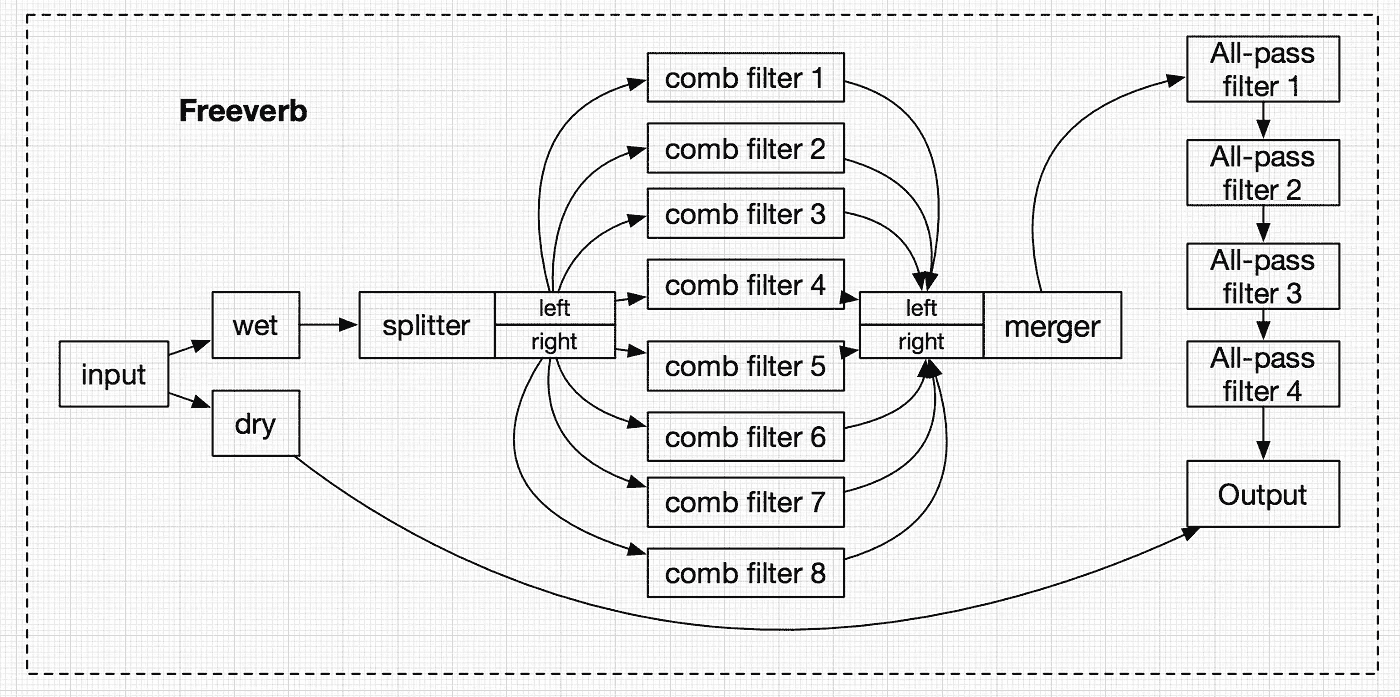 Freeverb
input
wet
dry
splitter
left
right
comb filter 1
comb filter 2
comb filter 3
comb filter 4
comb filter 5
comb filter 6
comb filter 7
comb filter 8
left
right
merger
All-pass
filter 1
All-pass
filter 2
All-pass
filter 3
All-pass
filter 4
Output